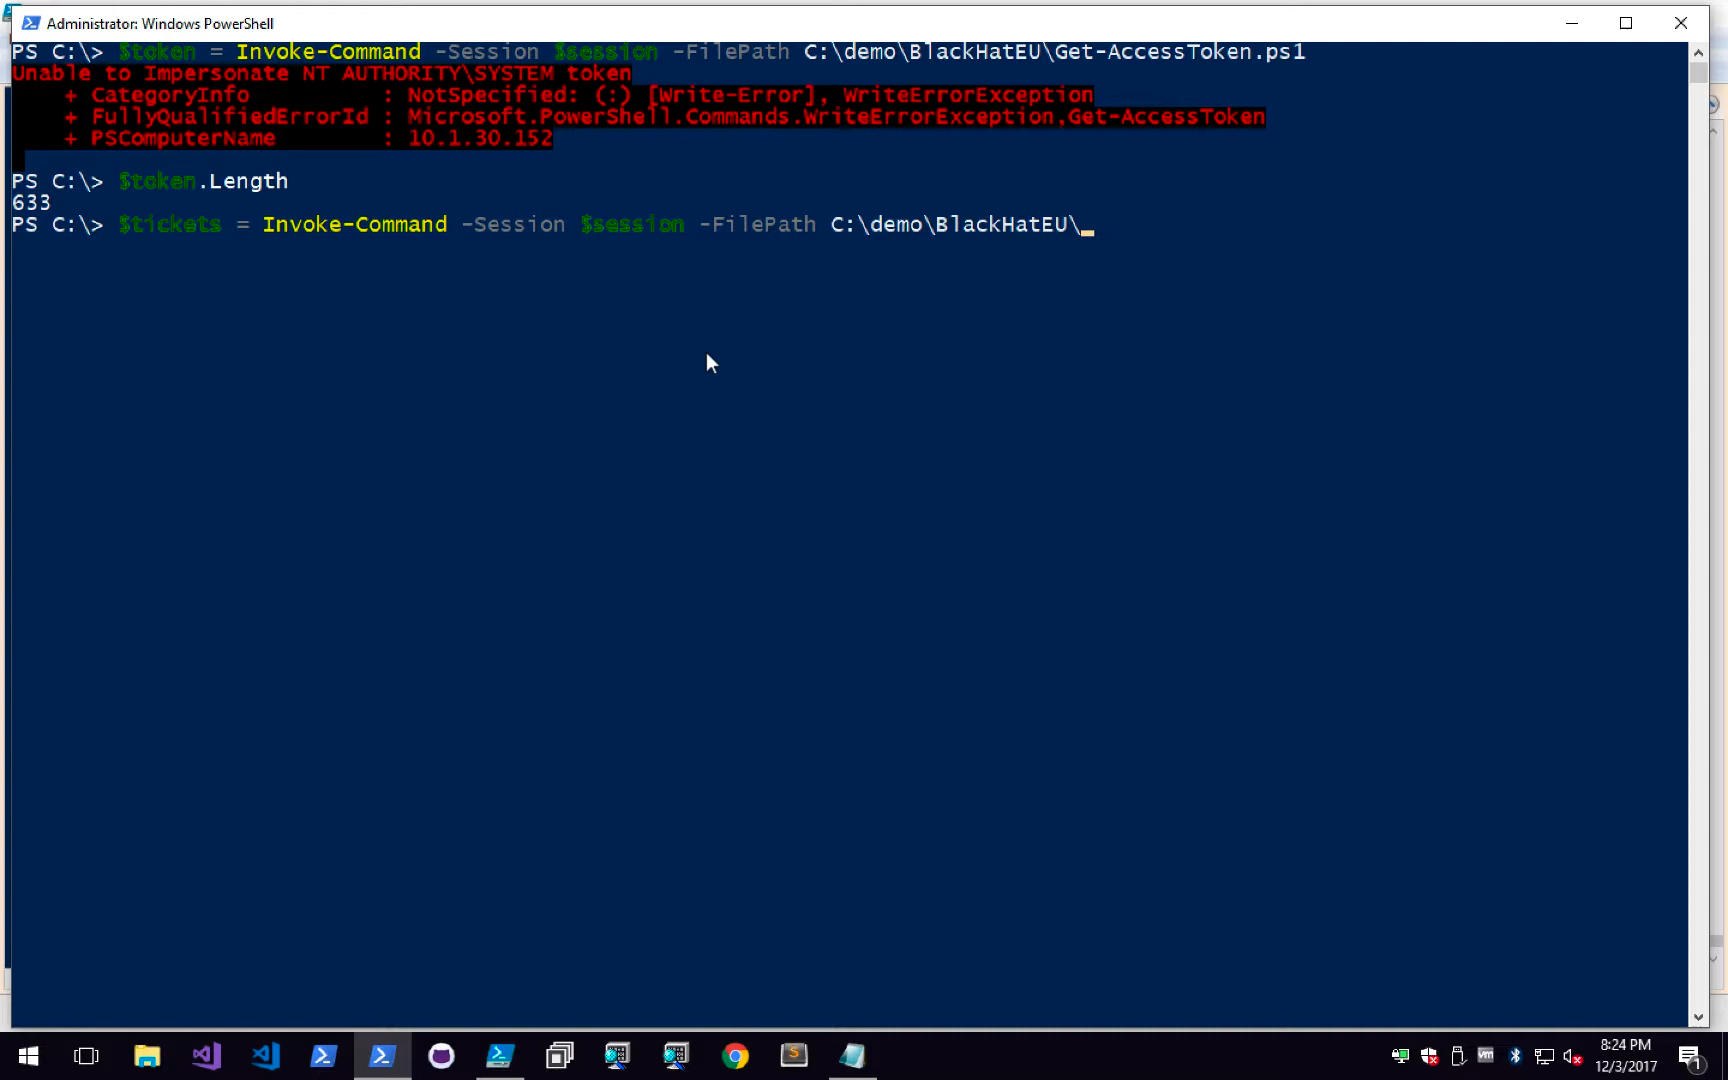 Administrator: Windows PowerShell
PS C:\> $token = Invoke-Command -Session $session -FilePath C:\demo\BlackHatEU\Get-AccessToken.ps1
Unable to Impersonate NT AUTHORITY\SYSTEM token
+ CategoryInfo : NotSpecified: (:) [Write-Error], WriteErrorException
+ FullyQualifiedErrorId : Microsoft.PowerShell.Commands.WriteErrorException,Get-AccessToken
+ PSComputerName : 10.1.30.152
PS C:\> $token.Length
633
PS C:\> $tickets = Invoke-Command -Session $session -FilePath C:\demo\BlackHatEU\
8:24 PM
12/3/2017
1